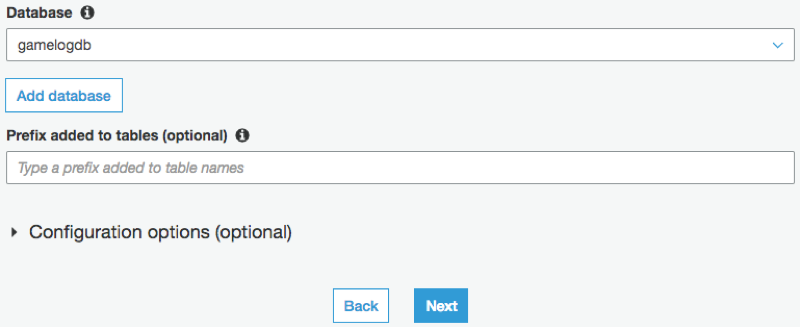 Database
gamelogdb
Add database
Prefix added to tables (optional)
Type a prefix added to table names
Configuration options (optional)
Back Next